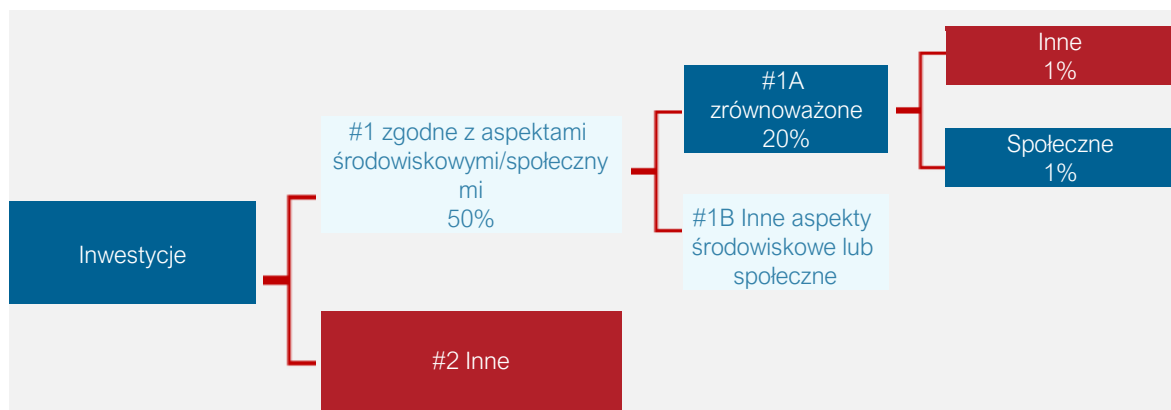 Inwestycje
#1 zgodne z aspektami
środowiskowymi/społeczny
mi
50%
#2 Inne
#1A
zrównoważone
20%
#1B Inne aspekty
środowiskowe lub
społeczne
Inne
1%
Społeczne
1%